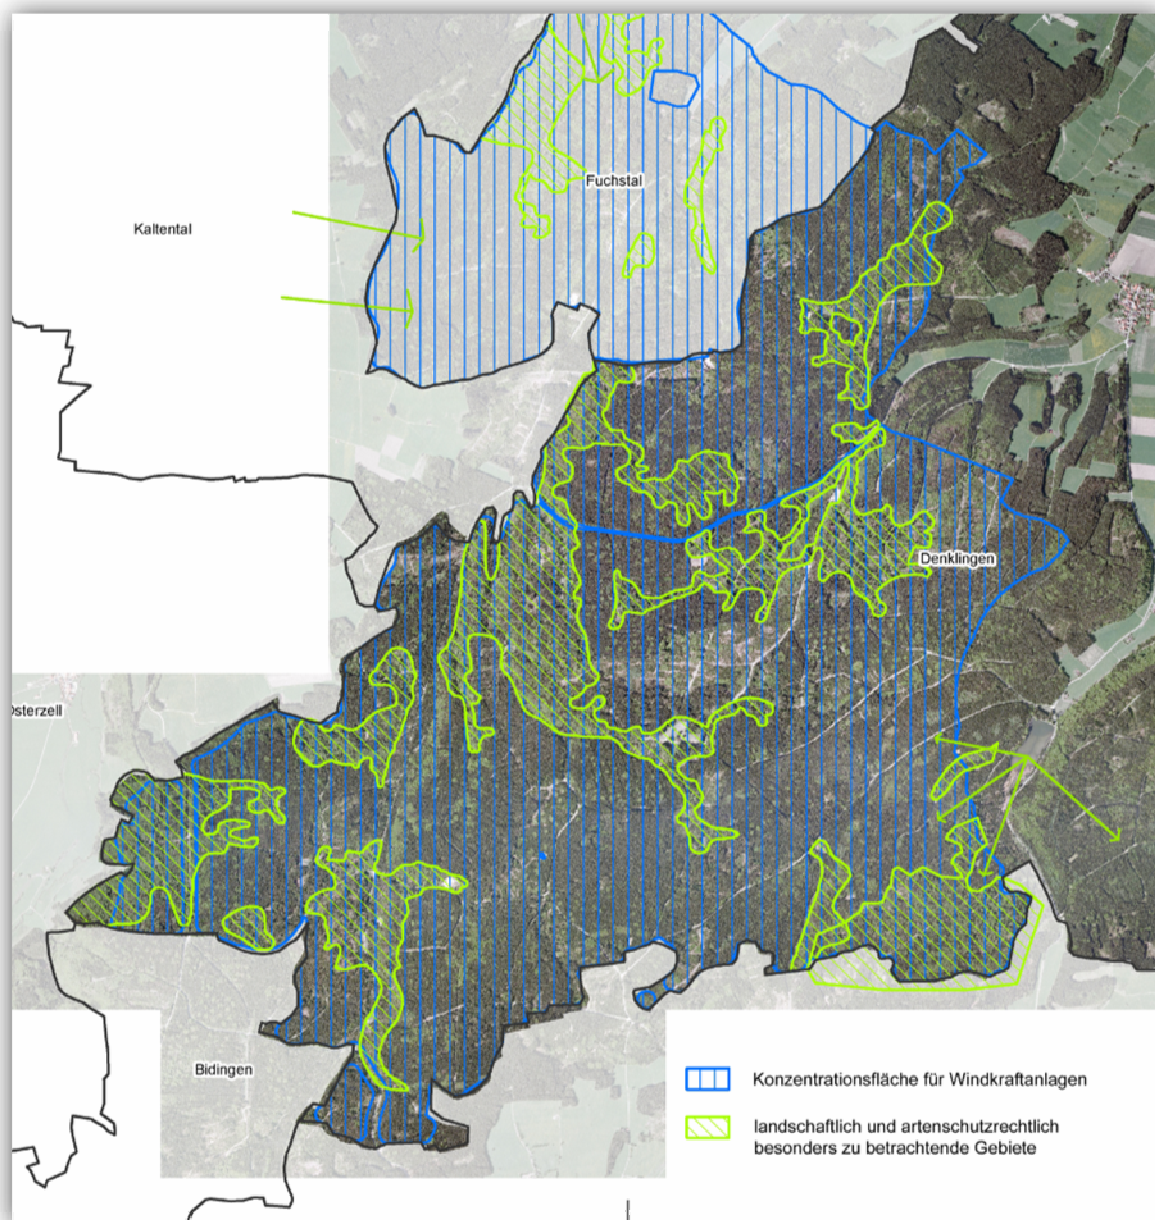 Fuchstal
Kaltental
Denklingen
Osterzell
Bidingen
Konzentrationsfläche für Windkraftanlagen
landschaftlich und artenschutzrechtlich
besonders zu betrachtende Gebiete